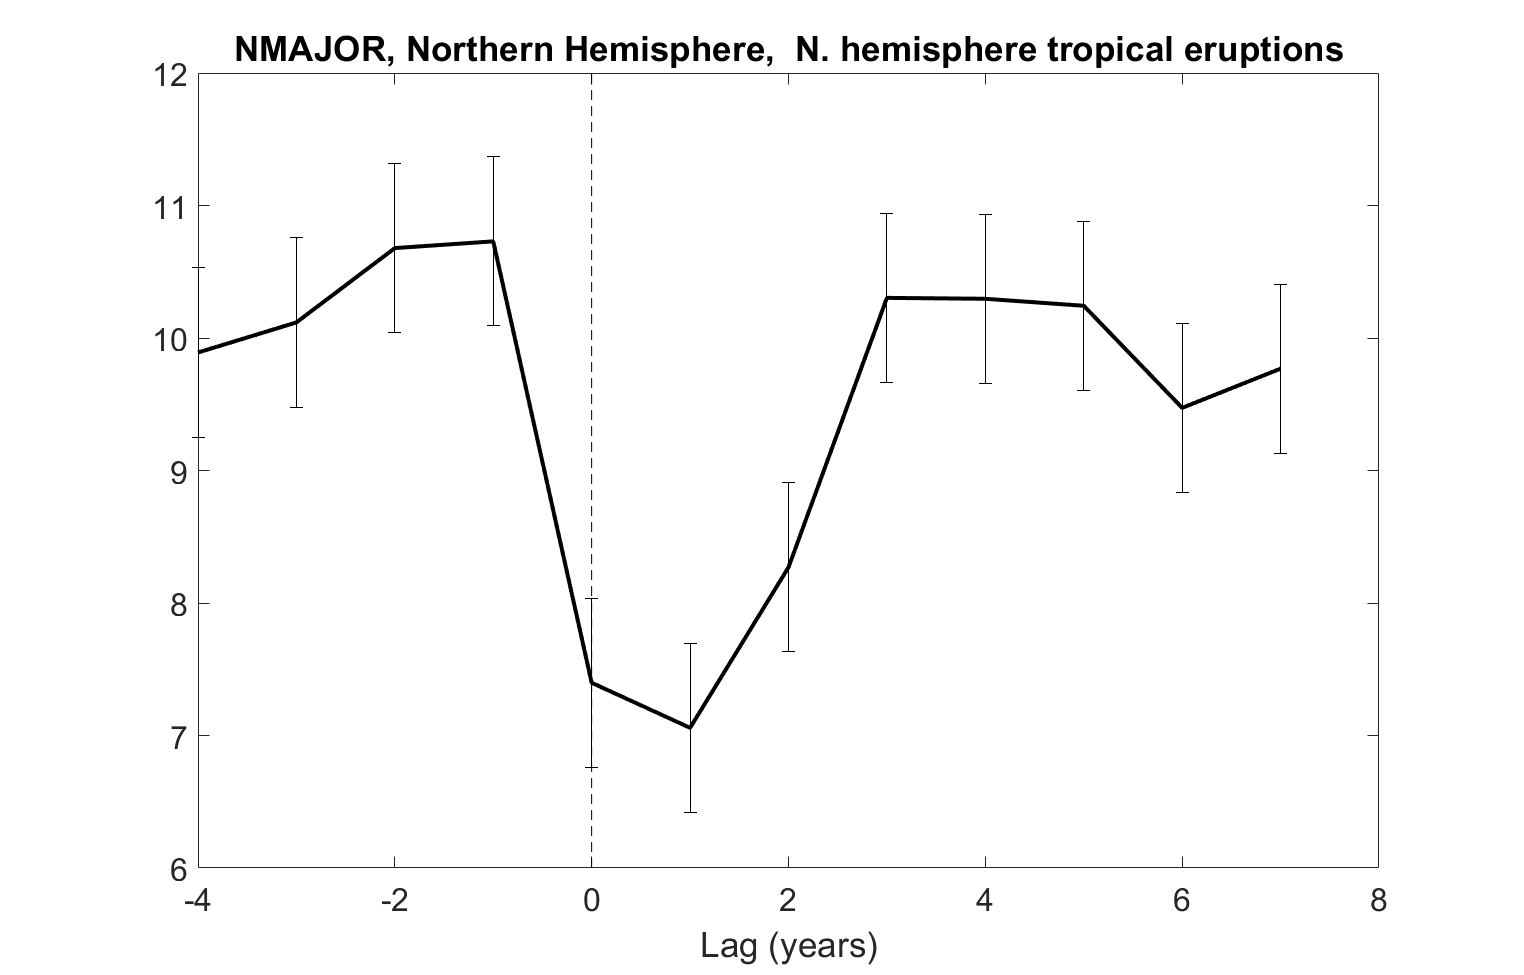 NMAJOR, Northern Hemisphere,  N. hemisphere tropical eruptions
12
11
10
9
8
7
6
-4 -2 0 2 4 6 8
Lag (years)